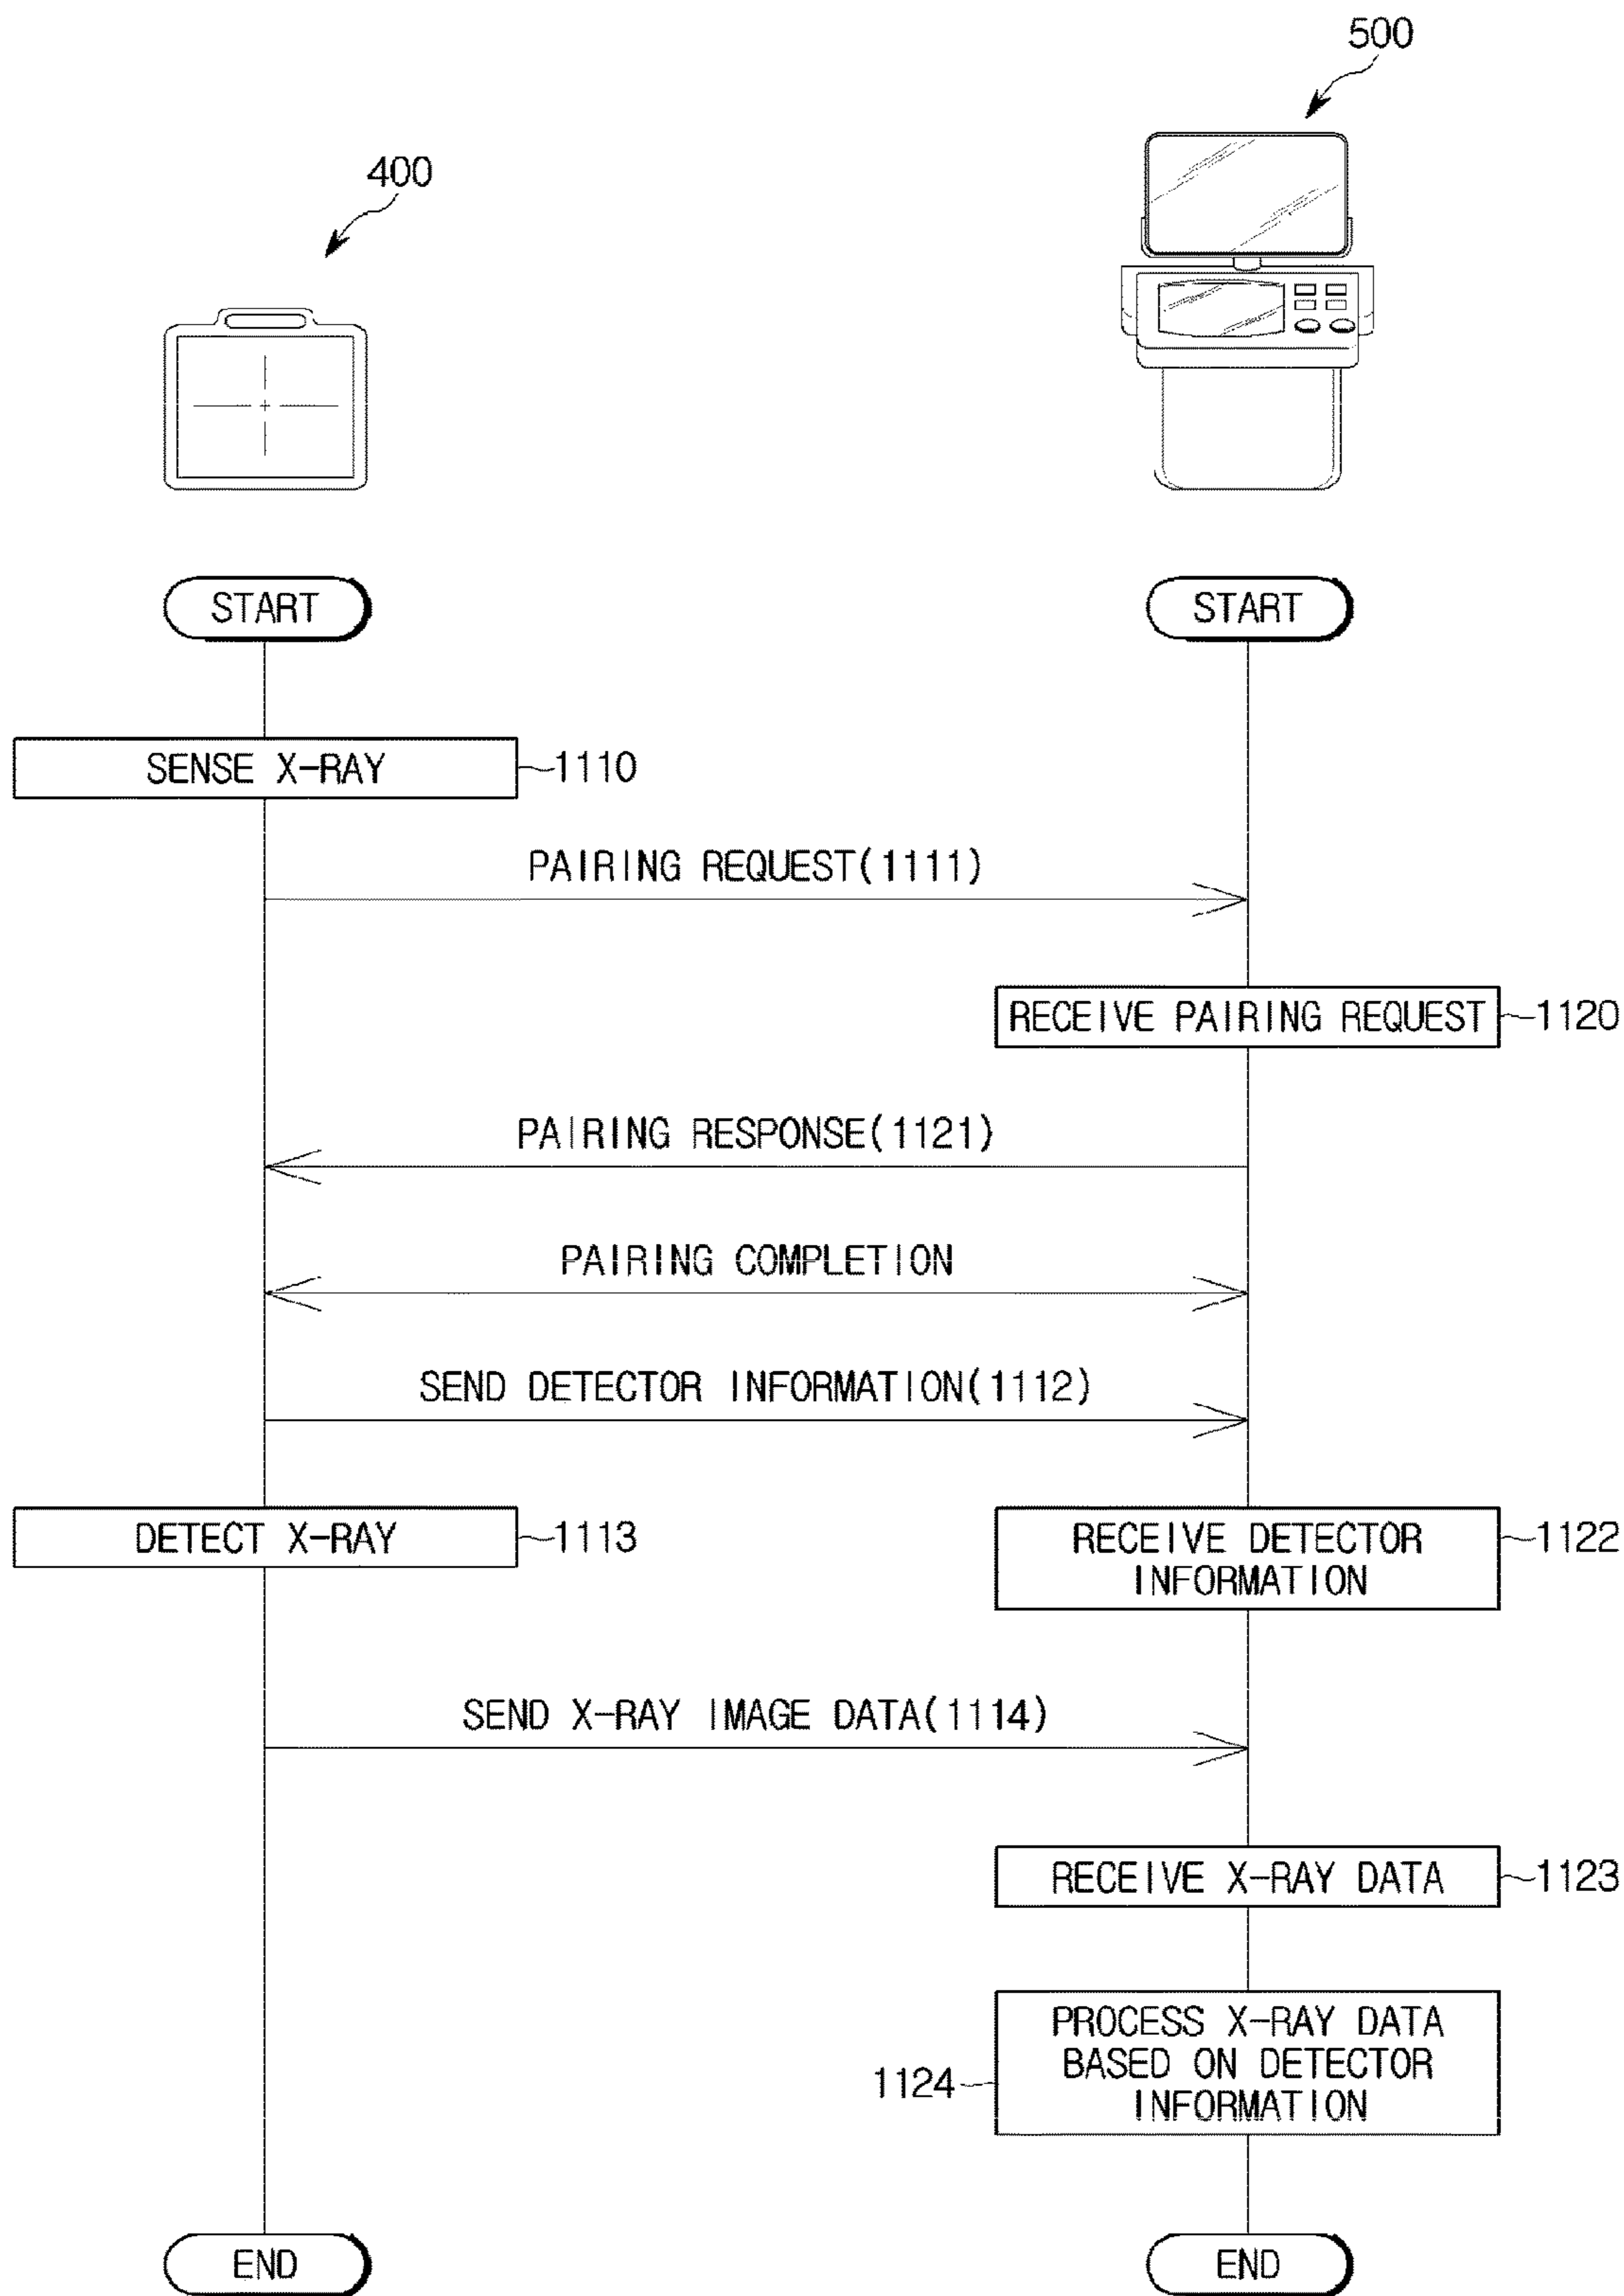 500
400
START
START
SENSE X-RAY
1110
PAIRING REQUEST(1111)
RECEIVE PAIRING REQUEST
1120
PAIRING RESPONSE(1121)
PAIRING COMPLETION
SEND DETECTOR INFORMATION(1112)
DETECT X-RAY
1113
RECEIVE DETECTOR
INFORMATION
1122
SEND X-RAY IMAGE DATA(1114)
RECEIVE X-RAY DATA
1123
PROCESS X-RAY DATA
BASED ON DETECTOR
INFORMATION
1124
END
END